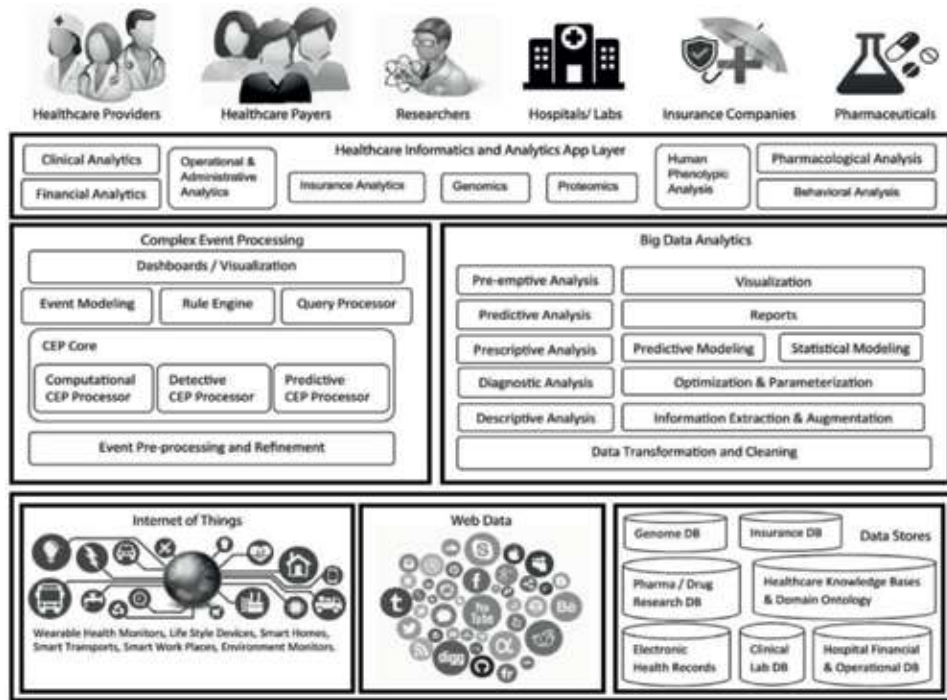 Healthcare Providers
Healthcare Payers
Researchers
Hospitals/ Labs
Insurance Companies
Pharmaceuticals
Healthcare Informatics and Analytics App Layer
Clinical Analytics
Financial Analytics
Operational &
Administrative
Analytics
Insurance Analytics
Genomics
Proteomics
Human
Phenotypic
Analysis
Pharmacological Analysis
Behavioral Analysis
Complex Event Processing
Dashboards / Visualization
Event Modeling
Rule Engine
Query Processor
CEP Core
Computational
CEP Processor
Detective
CEP Processor
Predictive
CEP Processor
Event Pre-processing and Refinement
Big Data Analytics
Pre-emptive Analysis
Visualization
Predictive Analysis
Reports
Prescriptive Analysis
Predictive Modeling
Statistical Modeling
Diagnostic Analysis
Optimization & Parameterization
Descriptive Analysis
Information Extraction & Augmentation
Data Transformation and Cleaning
Internet of Things
Wearable Health Monitors, Life Style Devices, Smart Homes,
Smart Transports, Smart Work Places, Environment Monitors.
Web Data
t
S
f
You
Tube
Bē
digg
fr
Data Stores
Genome DB
Insurance DB
Pharma / Drug
Research DB
Healthcare Knowledge Bases
& Domain Ontology
Electronic
Health Records
Clinical
Lab DB
Hospital Financial
& Operational DB